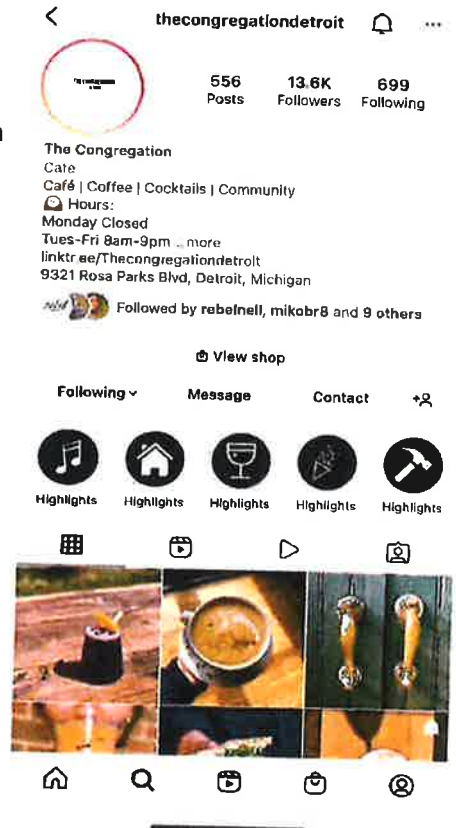 thecongregationdetroit
556
Posts
13.6K
Followers
699
Following
The Congregation
Cafe
Café | Coffee | Cocktails | Community
Hours:
Monday Closed
Tues-Fri 8am-9pm ... more
linktr.ee/Thecongregationdetroit
9321 Rosa Parks Blvd, Detroit, Michigan
Followed by rebelnell, mikobr8 and 9 others
View shop
Following
Message
Contact
Highlights
Highlights
Highlights
Highlights
Highlights